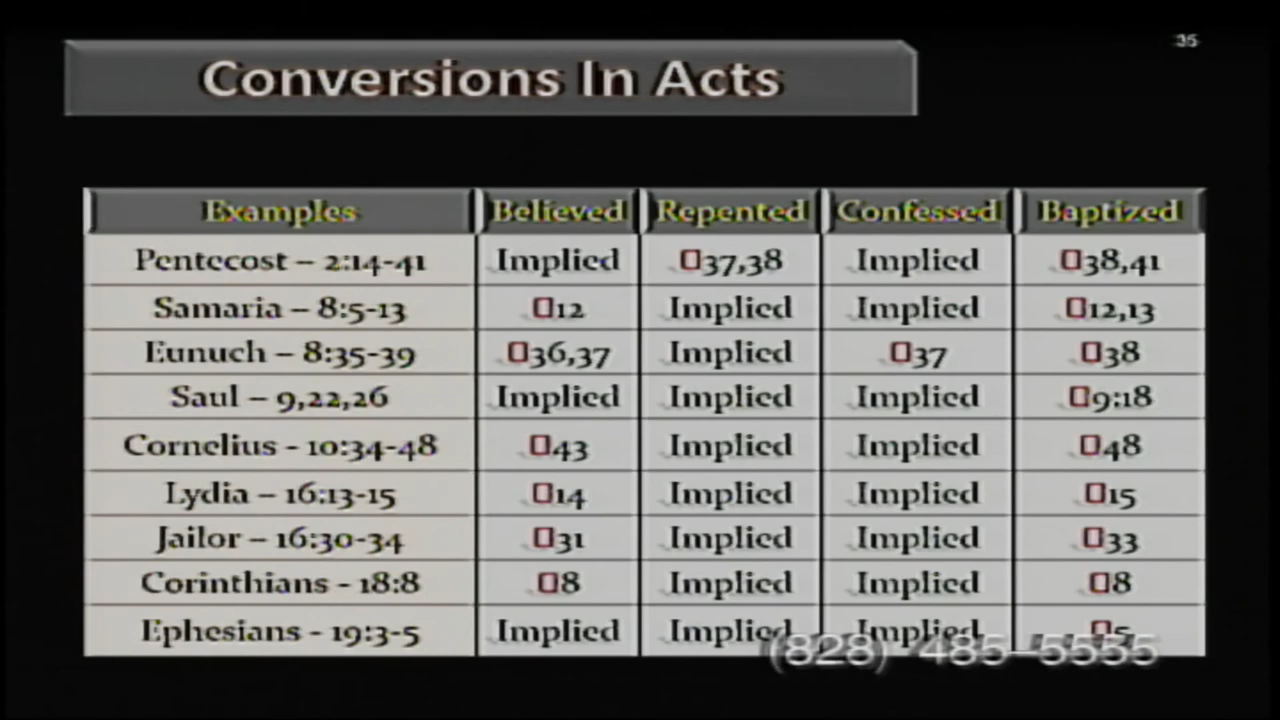 35
Conversions In Acts
Examples Believed Repented Confessed Baptized
Pentecost – 2:14-41 Implied 37,38 Implied 38,41
Samaria – 8:5-13 12 Implied Implied 12,13
Eunuch – 8:35-39 36,37 Implied 37 38
Saul – 9,22,26 Implied Implied Implied 9:18
Cornelius - 10:34-48 43 Implied Implied 48
Lydia – 16:13-15 14 Implied Implied 15
Jailor – 16:30-34 31 Implied Implied 33
Corinthians - 18:8 8 Implied Implied 8
Ephesians - 19:3-5 Implied Implied Implied 5
(828) 485-5555